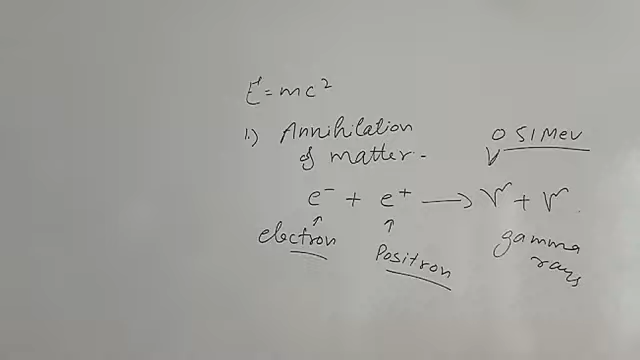 E=mc²
1.) Annihilation
of matter -
0 51 Mev
e⁻ + e⁺ → γ + γ
↑ ↑
electron
Positron
gamma
rays